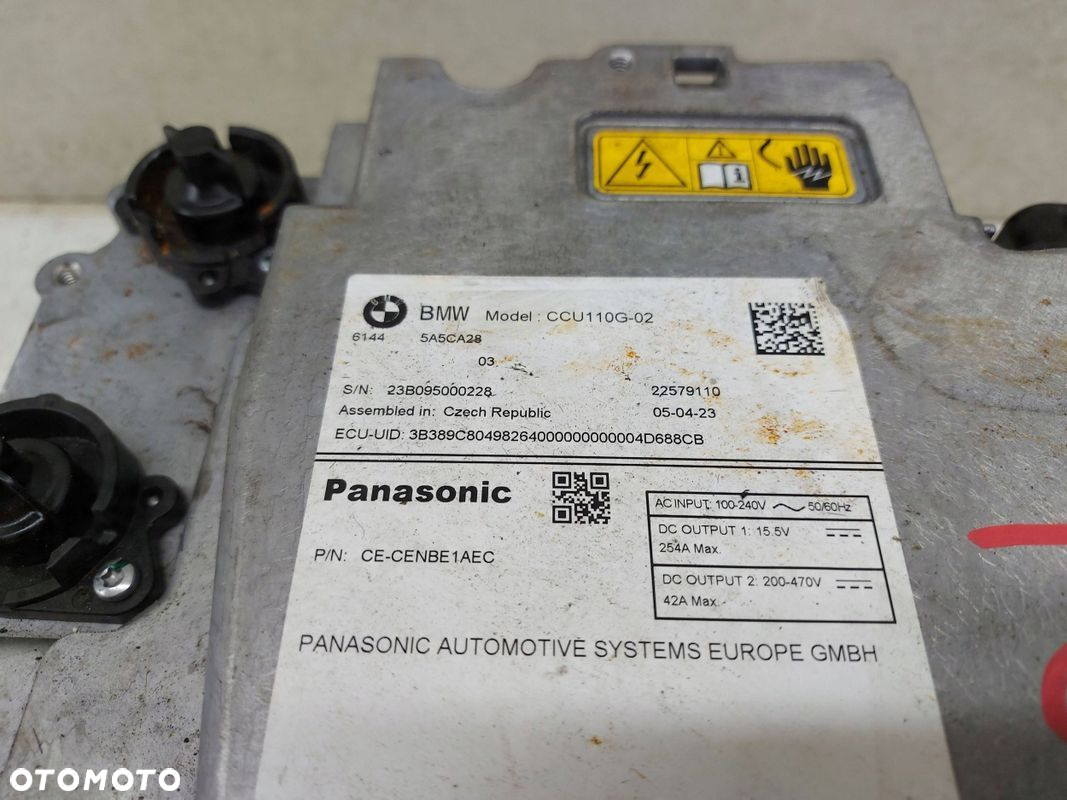 BMW Model : CCU110G-02
6144 5A5CA28
03
S/N: 23B095000228 22579110
Assembled in: Czech Republic 05-04-23
ECU-UID: 3B389C80498264000000000004D688CB
Panasonic
AC INPUT: 100-240V 50/60Hz
DC OUTPUT 1: 15.5V
254A Max.
P/N: CE-CENBE1AEC
DC OUTPUT 2: 200-470V
42A Max.
PANASONIC AUTOMOTIVE SYSTEMS EUROPE GMBH
OTOMOTO